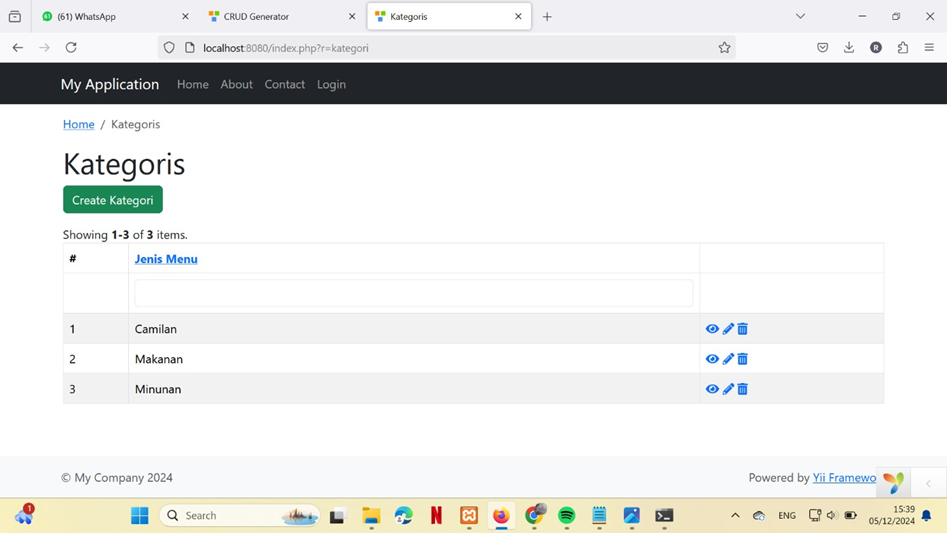 (61) WhatsApp
CRUD Generator
Kategoris
localhost:8080/index.php?r=kategori
R
My Application Home About Contact Login
Home / Kategoris
Kategoris
Create Kategori
Showing 1-3 of 3 items.
# Jenis Menu
1 Camilan
2 Makanan
3 Minunan
© My Company 2024
Powered by Yii Framewo
1
Search
ENG
15:39
05/12/2024